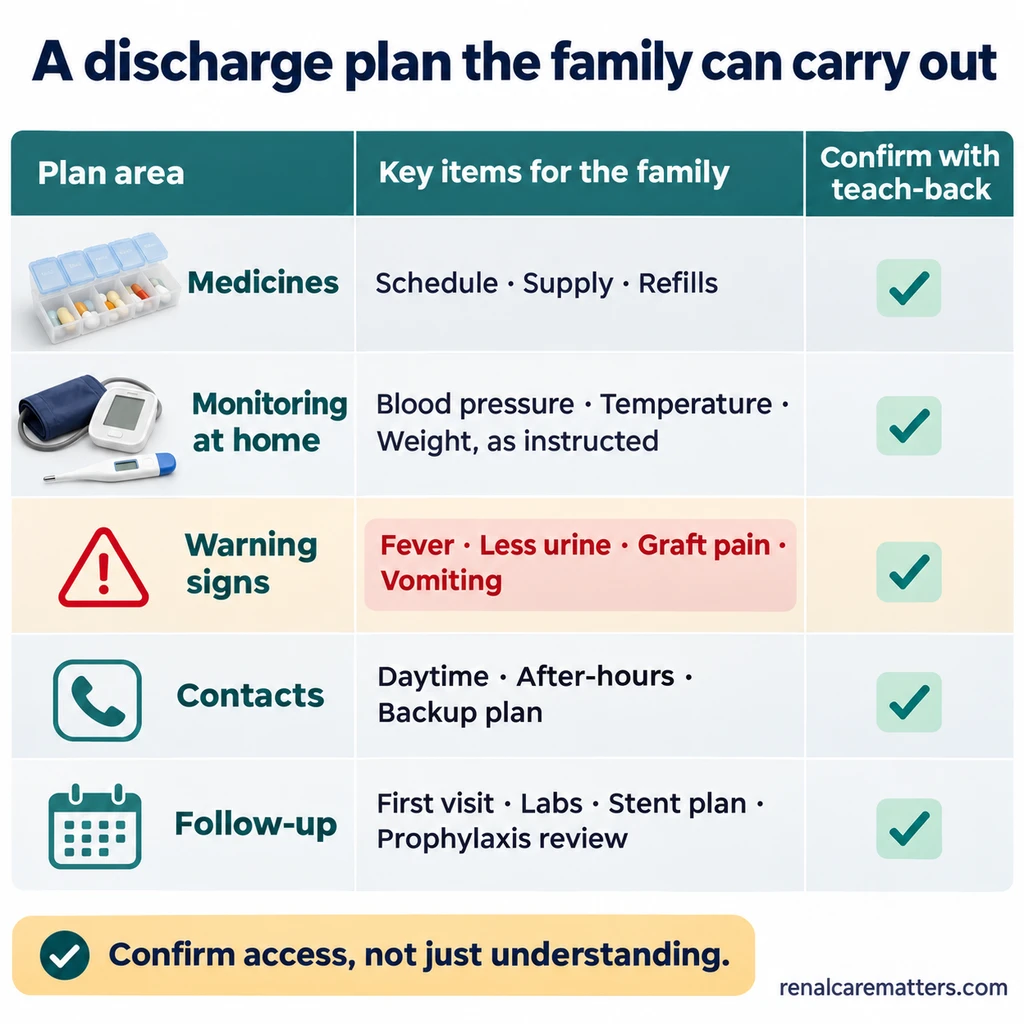 A discharge plan the family can carry out
Plan area
Key items for the family
Confirm with
teach-back
Medicines
Schedule · Supply · Refills
Monitoring
at home
Blood pressure · Temperature ·
Weight, as instructed
Warning
signs
Fever · Less urine · Graft pain ·
Vomiting
Contacts
Daytime · After-hours ·
Backup plan
Follow-up
First visit · Labs · Stent plan ·
Prophylaxis review
Confirm access, not just understanding.
renalcarematters.com